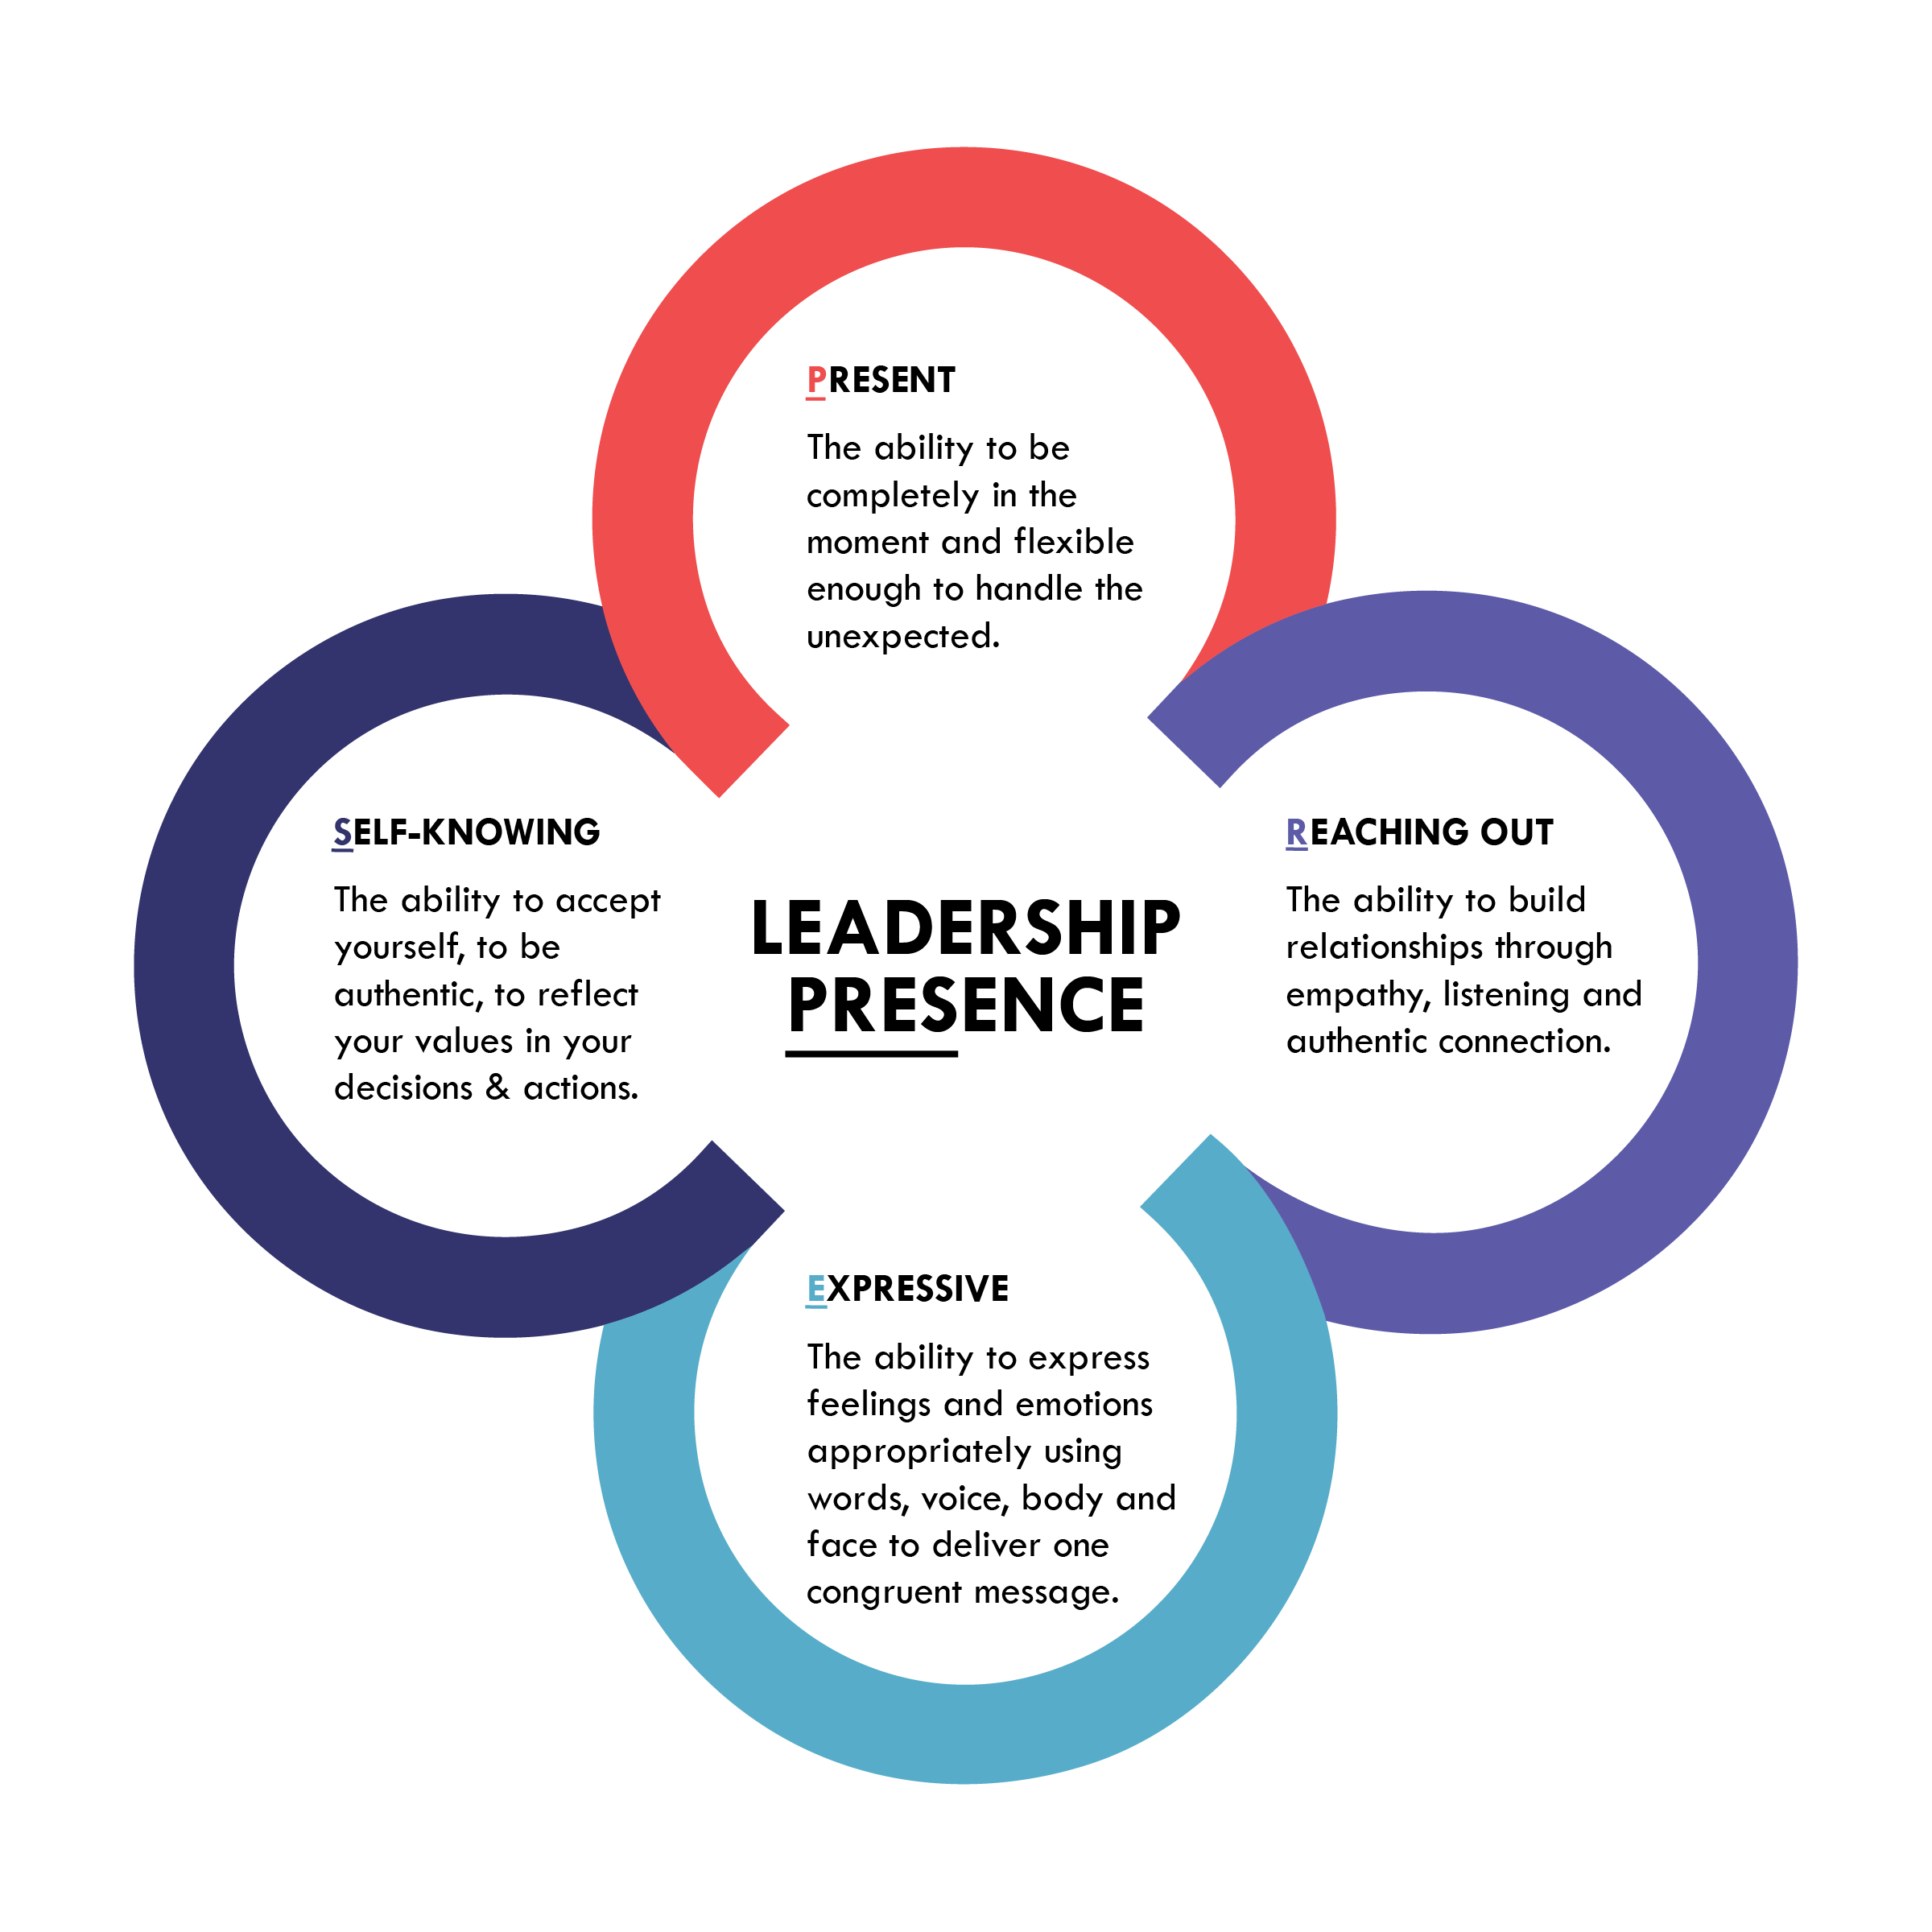 PRESENT
The ability to be
completely in the
moment and flexible
enough to handle the
unexpected.
SELF-KNOWING
The ability to accept
yourself, to be
authentic, to reflect
your values in your
decisions & actions.
LEADERSHIP
PRESENCE
REACHING OUT
The ability to build
relationships through
empathy, listening and
authentic connection.
EXPRESSIVE
The ability to express
feelings and emotions
appropriately using
words, voice, body and
face to deliver one
congruent message.